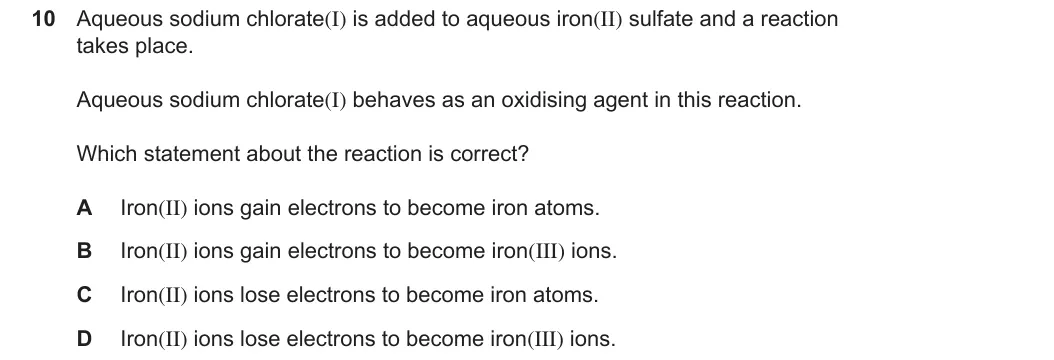 10 Aqueous sodium chlorate(I) is added to aqueous iron(II) sulfate and a reaction
takes place.
Aqueous sodium chlorate(I) behaves as an oxidising agent in this reaction.
Which statement about the reaction is correct?
A Iron(II) ions gain electrons to become iron atoms.
B Iron(II) ions gain electrons to become iron(III) ions.
C Iron(II) ions lose electrons to become iron atoms.
D Iron(II) ions lose electrons to become iron(III) ions.